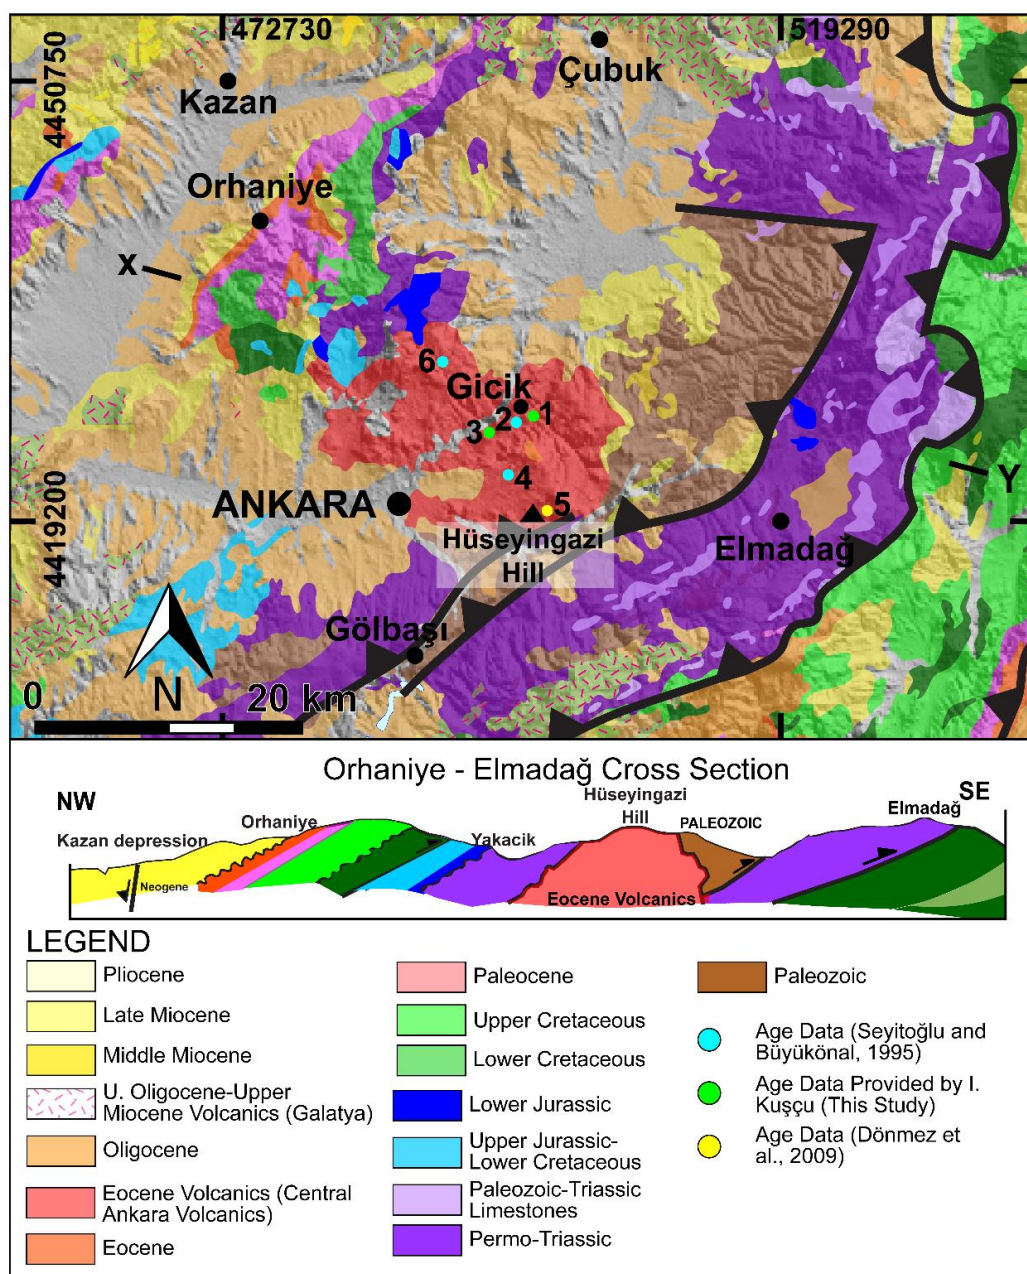 472730
519290
4450750
Kazan
Çubuk
Orhaniye
X
6
Gicik
1
2
3
4
ANKARA
5
Y
4419200
Hüseyingazi
Hill
Elmadağ
Gölbaşı
N
0 20 km
Orhaniye - Elmadağ Cross Section
NW
Hüseyingazi
Hill
SE
Orhaniye
Elmadağ
Kazan depression
Yakacik
PALEOZOIC
Neogene
Eocene Volcanics
LEGEND
Pliocene
Late Miocene
Middle Miocene
U. Oligocene-Upper
Miocene Volcanics (Galatya)
Oligocene
Eocene Volcanics (Central
Ankara Volcanics)
Eocene
Paleocene
Upper Cretaceous
Lower Cretaceous
Lower Jurassic
Upper Jurassic-
Lower Cretaceous
Paleozoic-Triassic
Limestones
Permo-Triassic
Paleozoic
Age Data (Seyitoğlu and
Büyükönal, 1995)
Age Data Provided by I.
Kuşçu (This Study)
Age Data (Dönmez et
al., 2009)